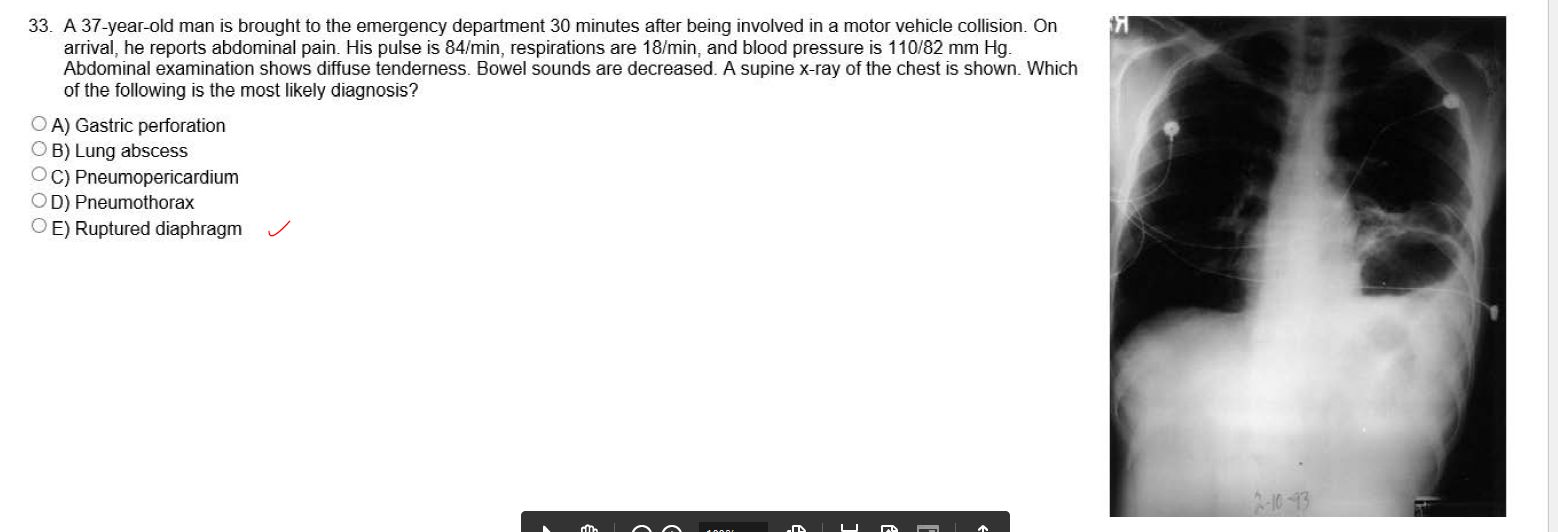 33. A 37-year-old man is brought to the emergency department 30 minutes after being involved in a motor vehicle collision. On
arrival, he reports abdominal pain. His pulse is 84/min, respirations are 18/min, and blood pressure is 110/82 mm Hg.
Abdominal examination shows diffuse tenderness. Bowel sounds are decreased. A supine x-ray of the chest is shown. Which
of the following is the most likely diagnosis?
A) Gastric perforation
B) Lung abscess
C) Pneumopericardium
D) Pneumothorax
E) Ruptured diaphragm
2-10-93